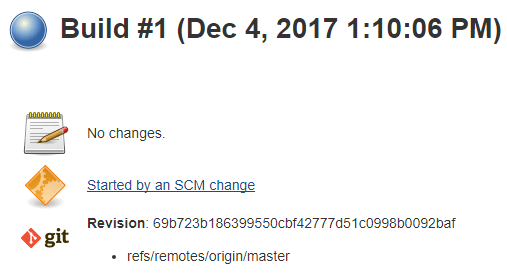 Build #1 (Dec 4, 2017 1:10:06 PM)
No changes.
Started by an SCM change
Revision: 69b723b186399550cbf42777d51c0998b0092baf
git
refs/remotes/origin/master